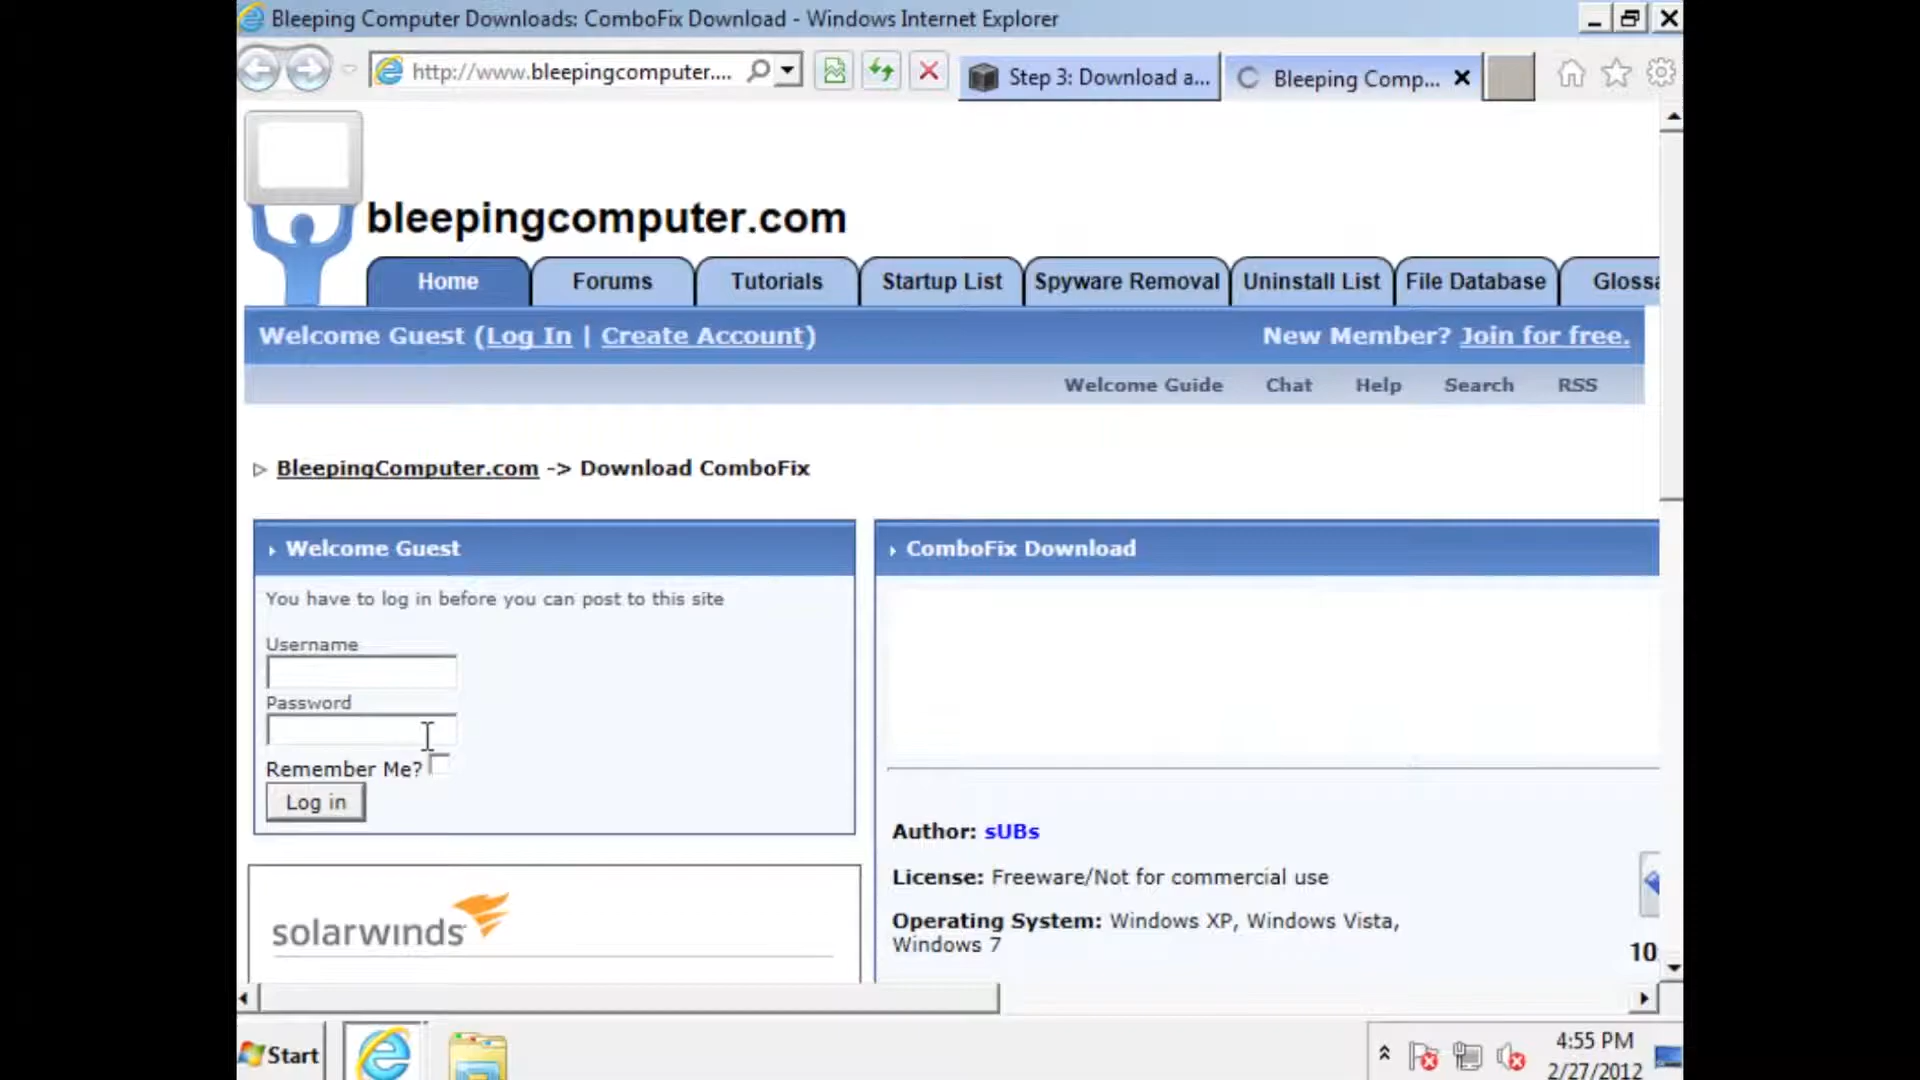 Bleeping Computer Downloads: ComboFix Download - Windows Internet Explorer
http://www.bleepingcomputer....
Step 3: Download a...
Bleeping Comp...
bleepingcomputer.com
Home
Forums
Tutorials
Startup List
Spyware Removal
Uninstall List
File Database
Glossa
Welcome Guest (Log In | Create Account)
New Member? Join for free.
Welcome Guide
Chat
Help
Search
RSS
BleepingComputer.com -> Download ComboFix
Welcome Guest
You have to log in before you can post to this site
Username
Password
Remember Me?
Log in
solarwinds
ComboFix Download
Author: sUBs
License: Freeware/Not for commercial use
Operating System: Windows XP, Windows Vista,
Windows 7
10
Start
4:55 PM
2/27/2012